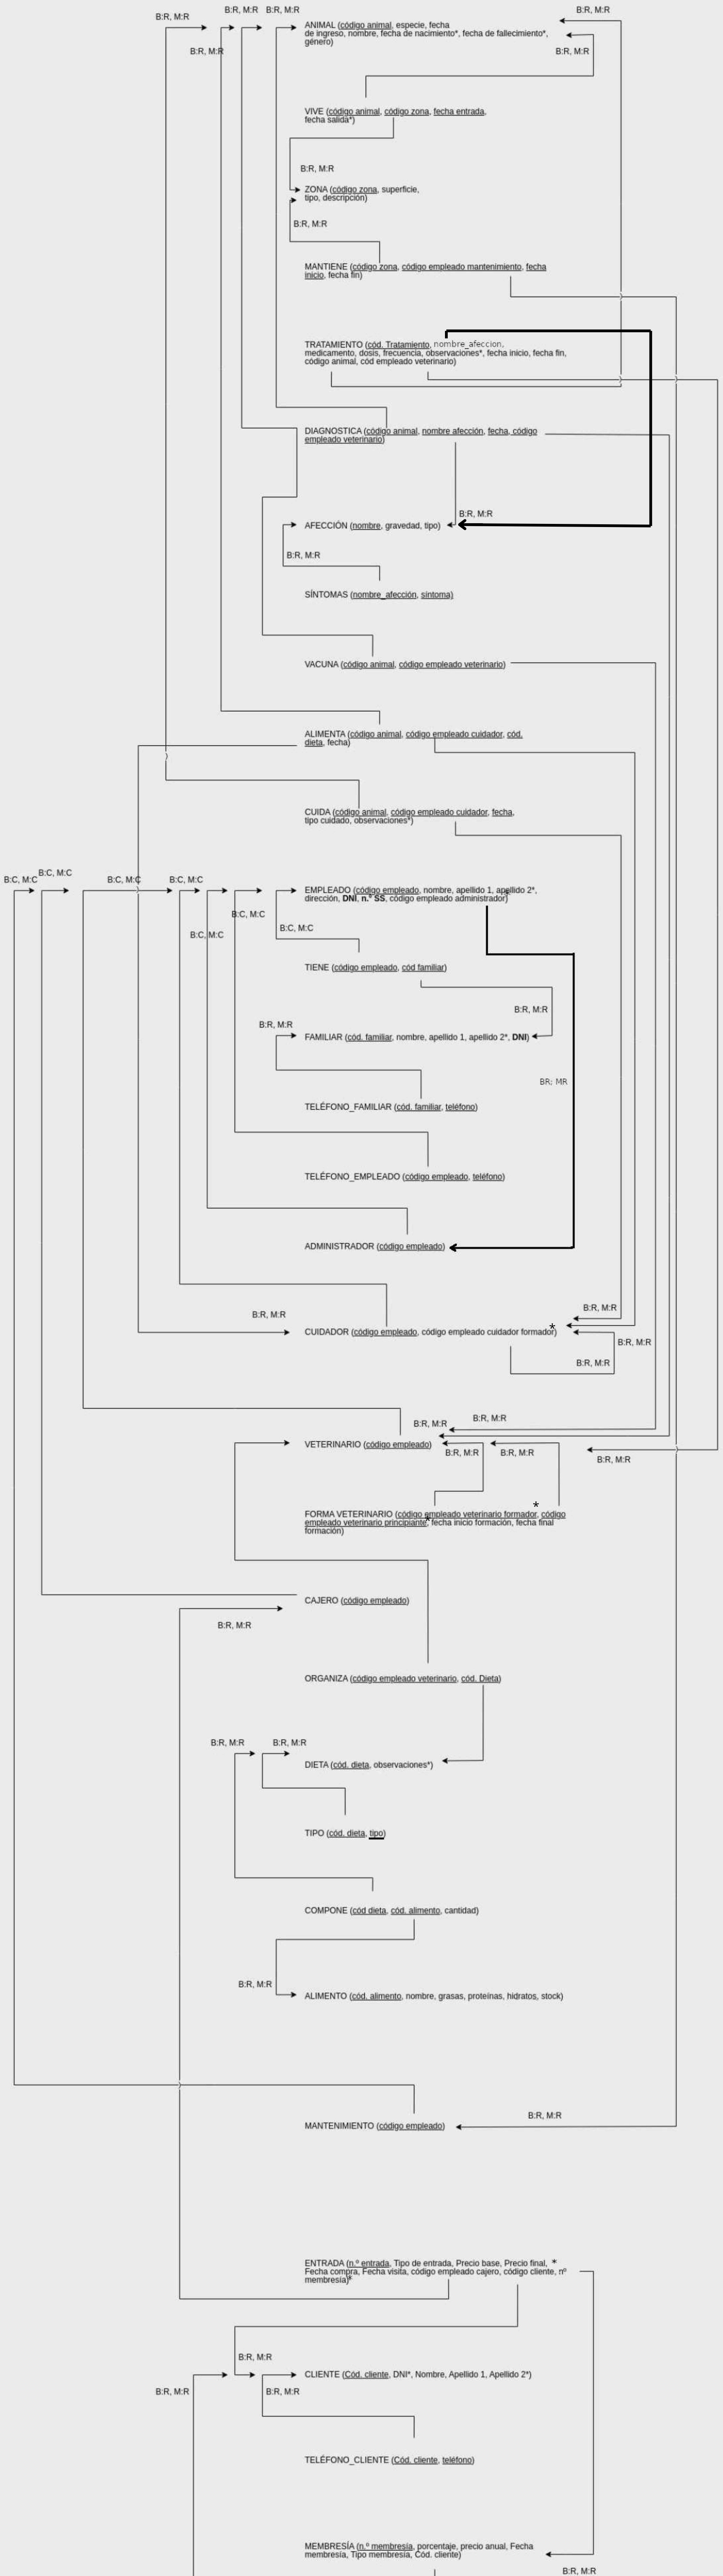 B:R, M:R
B:R, M:R B:R, M:R
B:R, M:R
B:R, M:R
B:R, M:R
ANIMAL (código animal, especie, fecha
de ingreso, nombre, fecha de nacimiento*, fecha de fallecimiento*,
género)
VIVE (código animal, código zona, fecha entrada,
fecha salida*)
B:R, M:R
ZONA (código zona, superficie,
tipo, descripción)
B:R, M:R
MANTIENE (código zona, código empleado mantenimiento, fecha
inicio, fecha fin)
TRATAMIENTO (cód. Tratamiento, nombre_afeccion,
medicamento, dosis, frecuencia, observaciones*, fecha inicio, fecha fin,
código animal, cód empleado veterinario)
DIAGNOSTICA (código animal, nombre afección, fecha, código
empleado veterinario)
B:R, M:R
AFECCIÓN (nombre, gravedad, tipo)
B:R, M:R
SÍNTOMAS (nombre_afección, síntoma)
VACUNA (código animal, código empleado veterinario)
ALIMENTA (código animal, código empleado cuidador, cód.
dieta, fecha)
CUIDA (código animal, código empleado cuidador, fecha,
tipo cuidado, observaciones*)
B:C, M:C
B:C, M:C
B:C, M:C
B:C, M:C
EMPLEADO (código empleado, nombre, apellido 1, apellido 2*,
dirección, DNI, n.º SS, código empleado administrador)*
B:C, M:C
B:C, M:C
B:C, M:C
TIENE (código empleado, cód familiar)
B:R, M:R
B:R, M:R
FAMILIAR (cód. familiar, nombre, apellido 1, apellido 2*, DNI)
BR; MR
TELÉFONO_FAMILIAR (cód. familiar, teléfono)
TELÉFONO_EMPLEADO (código empleado, teléfono)
ADMINISTRADOR (código empleado)
B:R, M:R
B:R, M:R
CUIDADOR (código empleado, código empleado cuidador formador)*
B:R, M:R
B:R, M:R
B:R, M:R
B:R, M:R
VETERINARIO (código empleado)
B:R, M:R
B:R, M:R
B:R, M:R
FORMA VETERINARIO (código empleado veterinario formador*, código
empleado veterinario principiante*, fecha inicio formación, fecha final
formación)
CAJERO (código empleado)
B:R, M:R
ORGANIZA (código empleado veterinario, cód. Dieta)
B:R, M:R
B:R, M:R
DIETA (cód. dieta, observaciones*)
TIPO (cód. dieta, tipo)
COMPONE (cód dieta, cód. alimento, cantidad)
B:R, M:R
ALIMENTO (cód. alimento, nombre, grasas, proteínas, hidratos, stock)
B:R, M:R
MANTENIMIENTO (código empleado)
ENTRADA (n.º entrada, Tipo de entrada, Precio base, Precio final, *
Fecha compra, Fecha visita, código empleado cajero, código cliente, nº
membresía)*
B:R, M:R
CLIENTE (Cód. cliente, DNI*, Nombre, Apellido 1, Apellido 2*)
B:R, M:R
B:R, M:R
TELÉFONO_CLIENTE (Cód. cliente, teléfono)
MEMBRESÍA (n.º membresía, porcentaje, precio anual, Fecha
membresía, Tipo membresía, Cód. cliente)
B:R, M:R